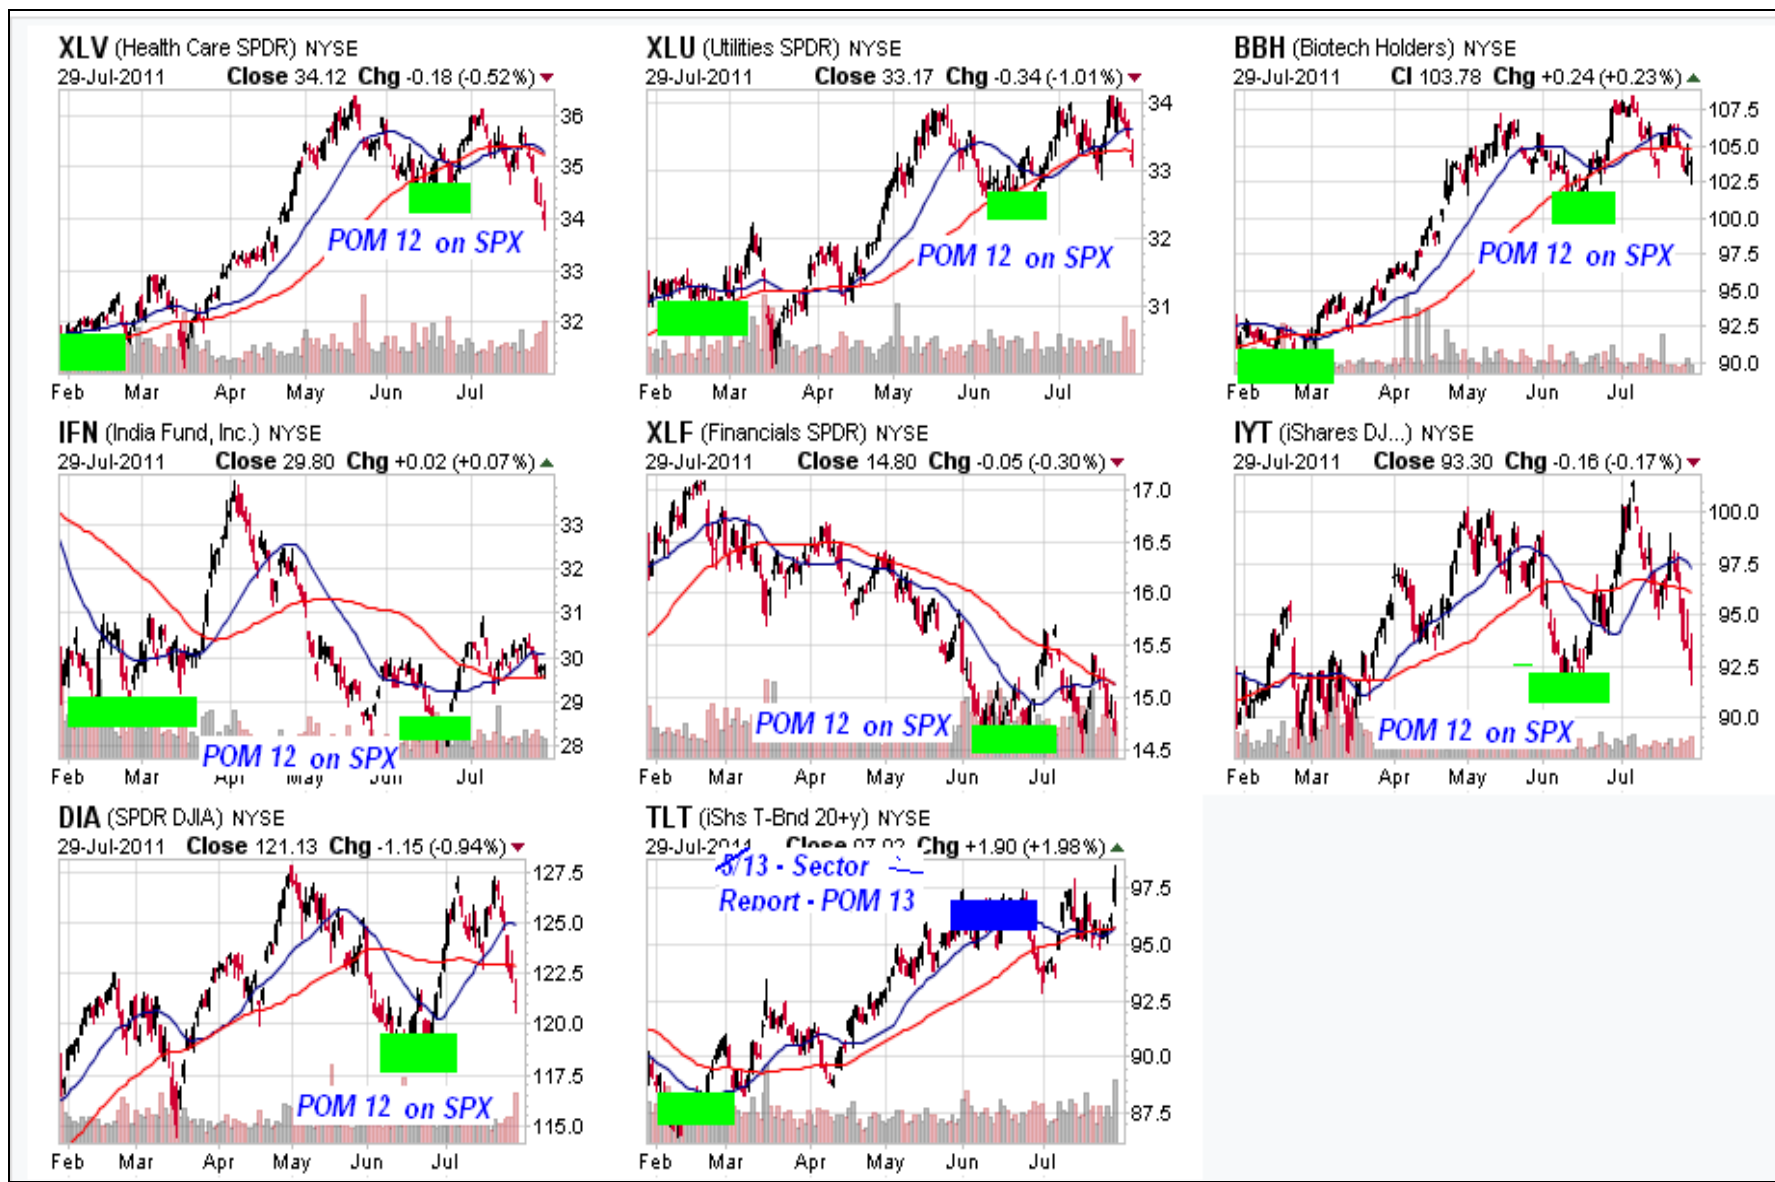 XLV (Health Care SPDR) NYSE
29-Jul-2011 Close 34.12 Chg -0.18 (-0.52%)
36
35
34
33
32
Feb Mar Apr May Jun Jul
POM 12 on SPX
XLU (Utilities SPDR) NYSE
29-Jul-2011 Close 33.17 Chg -0.34 (-1.01%)
34
33
32
31
Feb Mar Apr May Jun Jul
POM 12 on SPX
BBH (Biotech Holders) NYSE
29-Jul-2011 Cl 103.78 Chg +0.24 (+0.23%)
107.5
105.0
102.5
100.0
97.5
95.0
92.5
90.0
Feb Mar Apr May Jun Jul
POM 12 on SPX
IFN (India Fund, Inc.) NYSE
29-Jul-2011 Close 29.80 Chg +0.02 (+0.07%)
33
32
31
30
29
28
POM 12 on SPX
Feb Mar Apr May Jun Jul
XLF (Financials SPDR) NYSE
29-Jul-2011 Close 14.80 Chg -0.05 (-0.30%)
17.0
16.5
16.0
15.5
15.0
14.5
POM 12 on SPX
Feb Mar Apr May Jun Jul
IYT (iShares DJ...) NYSE
29-Jul-2011 Close 93.30 Chg -0.16 (-0.17%)
100.0
97.5
95.0
92.5
90.0
POM 12 on SPX
Feb Mar Apr May Jun Jul
DIA (SPDR DJIA) NYSE
29-Jul-2011 Close 121.13 Chg -1.15 (-0.94%)
127.5
125.0
122.5
120.0
117.5
115.0
POM 12 on SPX
Feb Mar Apr May Jun Jul
TLT (iShs T-Bnd 20+y) NYSE
29-Jul-2011 Close Chg +1.90 (+1.98%)
/13 - Sector
Report - POM 13
97.5
95.0
92.5
90.0
87.5
Feb Mar Apr May Jun Jul